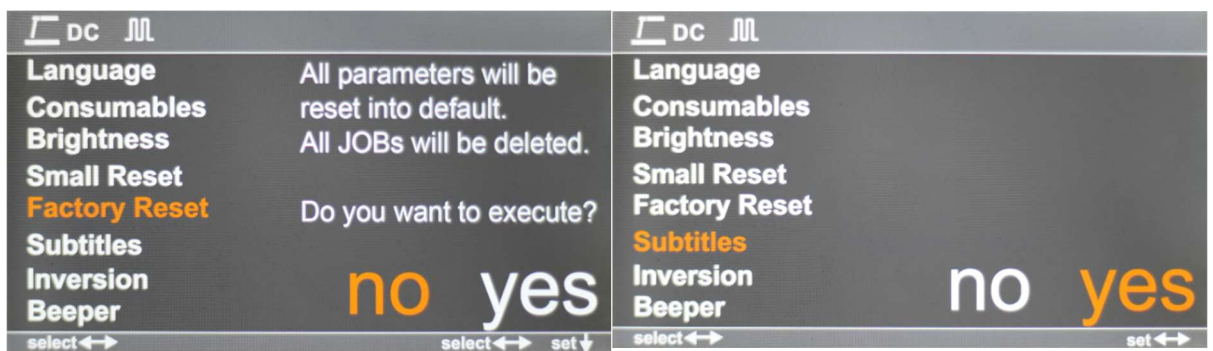 DC
Language
Consumables
Brightness
Small Reset
Factory Reset
Subtitles
Inversion
Beeper
All parameters will be
reset into default.
All JOBs will be deleted.
Do you want to execute?
no yes
select
select set
DC
Language
Consumables
Brightness
Small Reset
Factory Reset
Subtitles
Inversion
Beeper
no yes
select
set